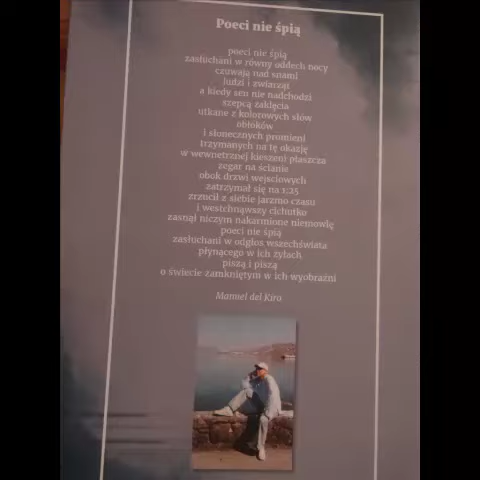 Poeci nie śpią
poeci nie śpią
zasłuchani w równy oddech nocy
czuwają nad snami
ludzi i zwierząt
a kiedy sen nie nadchodzi
szepcą zaklęcia
utkane z kolorowych słów
obłoków
i słonecznych promieni
trzymanych na tę okazję
w wewnętrznej kieszeni płaszcza
zegar na ścianie
obok drzwi wejściowych
zatrzymał się na 1:25
zrzucił z siebie jarzmo czasu
i westchnąwszy cichutko
zasnął niczym nakarmione niemowlę
poeci nie śpią
zasłuchani w odgłos wszechświata
płynącego w ich żyłach
piszą i piszą
o świecie zamkniętym w ich wyobraźni
Manuel del Kiro